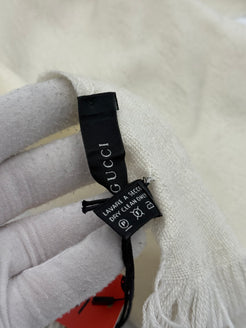 GUCCI
LAVARE A SECCO
DRY CLEAN ONLY